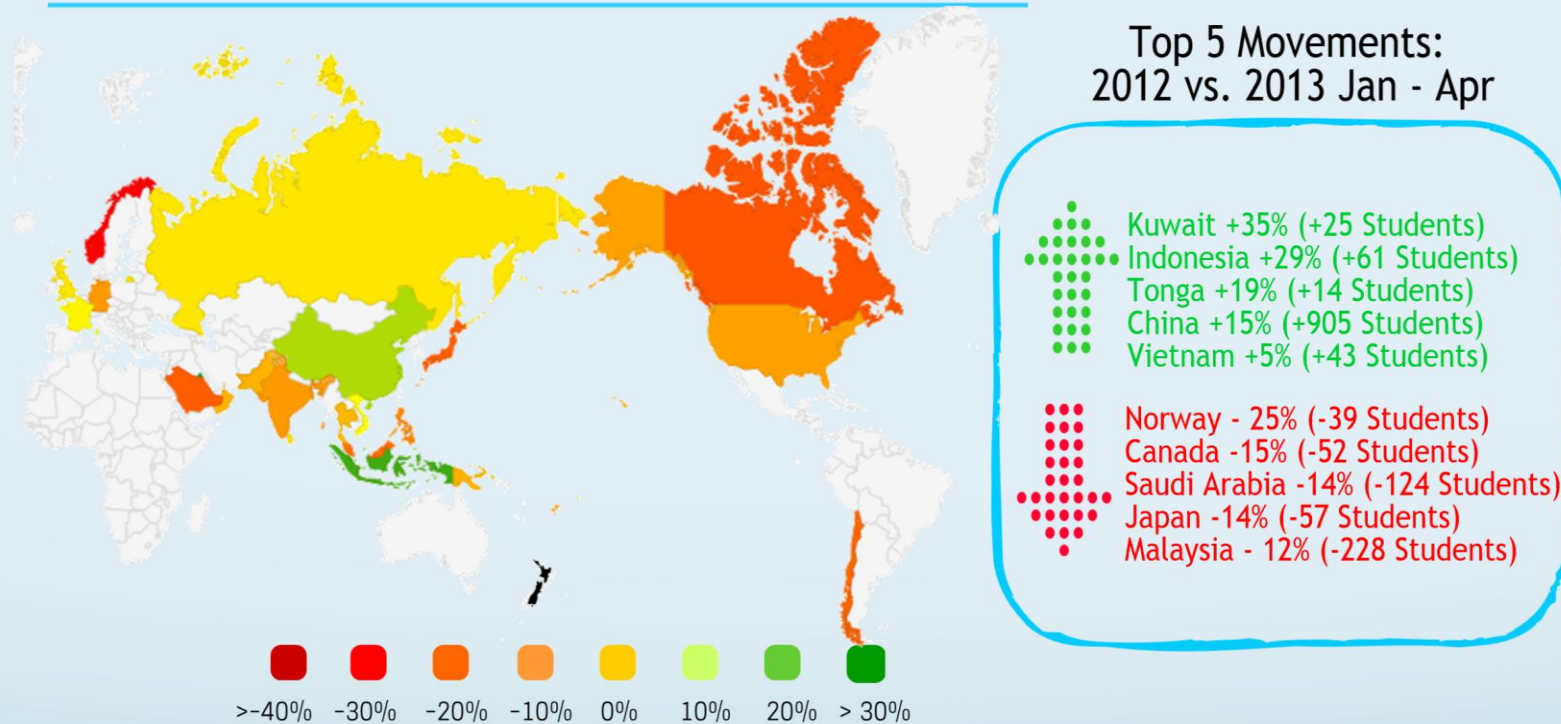 Top 5 Movements:
2012 vs. 2013 Jan - Apr
Kuwait +35% (+25 Students)
Indonesia +29% (+61 Students)
Tonga +19% (+14 Students)
China +15% (+905 Students)
Vietnam +5% (+43 Students)
Norway - 25% (-39 Students)
Canada -15% (-52 Students)
Saudi Arabia -14% (-124 Students)
Japan -14% (-57 Students)
Malaysia - 12% (-228 Students)
>-40% -30% -20% -10% 0% 10% 20% > 30%